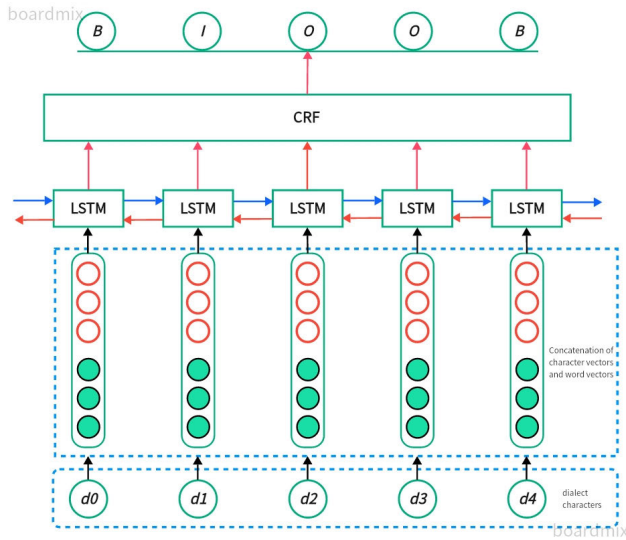 boardmix
B I O O B
CRF
LSTM LSTM LSTM LSTM LSTM
Concatenation of
character vectors
and word vectors
d0 d1 d2 d3 d4
dialect
characters
boardmix